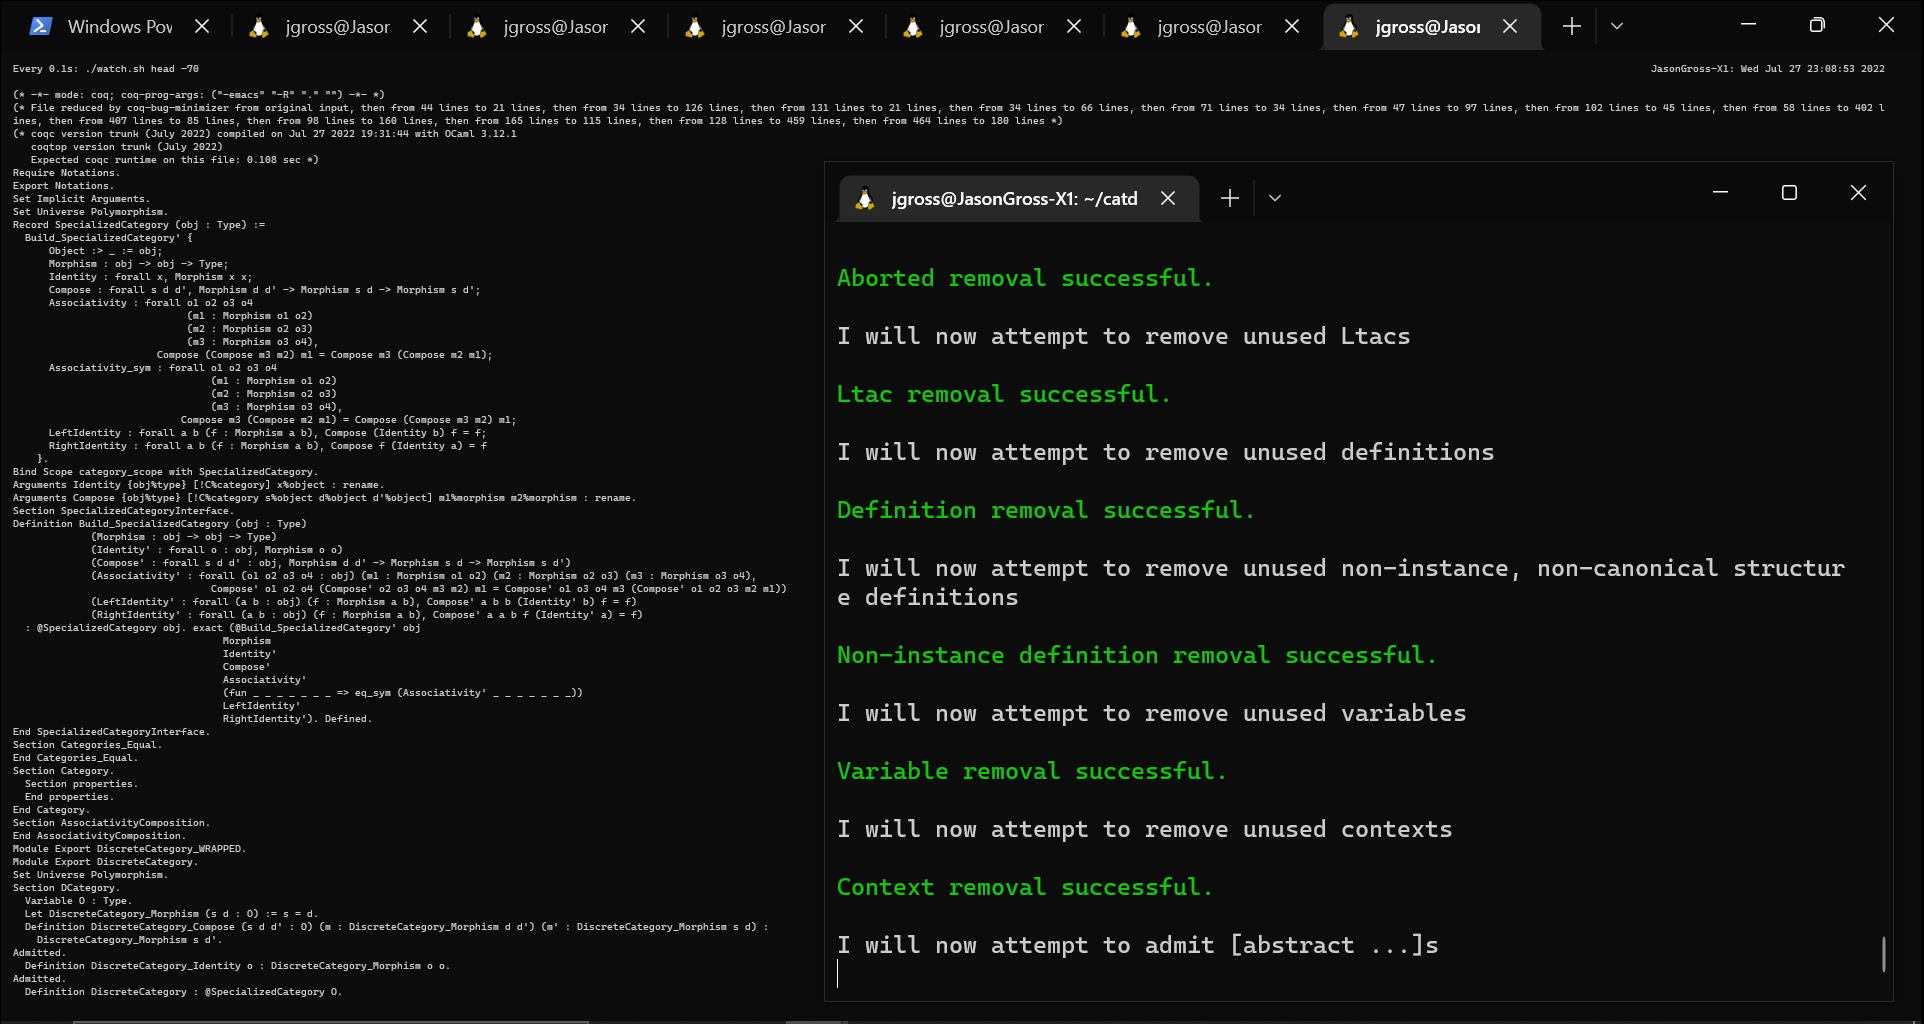 Windows Pov
jgross@Jasor
jgross@Jasor
jgross@Jasor
jgross@Jasor
jgross@Jasor
jgross@Jasor
Every 0.1s: ./watch.sh head -70
JasonGross-X1: Wed Jul 27 23:08:53 2022
(* -*- mode: coq; coq-prog-args: ("-emacs" "-R" "." "") -*- *)
(* File reduced by coq-bug-minimizer from original input, then from 44 lines to 21 lines, then from 34 lines to 126 lines, then from 131 lines to 21 lines, then from 34 lines to 66 lines, then from 71 lines to 34 lines, then from 47 lines to 97 lines, then from 102 lines to 45 lines, then from 58 lines to 402 l
ines, then from 407 lines to 85 lines, then from 98 lines to 160 lines, then from 165 lines to 115 lines, then from 128 lines to 459 lines, then from 464 lines to 180 lines *)
(* coqc version trunk (July 2022) compiled on Jul 27 2022 19:31:44 with OCaml 3.12.1
   coqtop version trunk (July 2022)
   Expected coqc runtime on this file: 0.108 sec *)
Require Notations.
Export Notations.
Set Implicit Arguments.
Set Universe Polymorphism.
Record SpecializedCategory (obj : Type) :=
  Build_SpecializedCategory' {
      Object :> _ := obj;
      Morphism : obj -> obj -> Type;
      Identity : forall x, Morphism x x;
      Compose : forall s d d', Morphism d d' -> Morphism s d -> Morphism s d';
      Associativity : forall o1 o2 o3 o4
                             (m1 : Morphism o1 o2)
                             (m2 : Morphism o2 o3)
                             (m3 : Morphism o3 o4),
                        Compose (Compose m3 m2) m1 = Compose m3 (Compose m2 m1);
      Associativity_sym : forall o1 o2 o3 o4
                                 (m1 : Morphism o1 o2)
                                 (m2 : Morphism o2 o3)
                                 (m3 : Morphism o3 o4),
                            Compose m3 (Compose m2 m1) = Compose (Compose m3 m2) m1;
      LeftIdentity : forall a b (f : Morphism a b), Compose (Identity b) f = f;
      RightIdentity : forall a b (f : Morphism a b), Compose f (Identity a) = f
    }.
Bind Scope category_scope with SpecializedCategory.
Arguments Identity {obj%type} [!C%category] x%object : rename.
Arguments Compose {obj%type} [!C%category s%object d%object d'%object] m1%morphism m2%morphism : rename.
Section SpecializedCategoryInterface.
Definition Build_SpecializedCategory (obj : Type)
             (Morphism : obj -> obj -> Type)
             (Identity' : forall o : obj, Morphism o o)
             (Compose' : forall s d d' : obj, Morphism d d' -> Morphism s d -> Morphism s d')
             (Associativity' : forall (o1 o2 o3 o4 : obj) (m1 : Morphism o1 o2) (m2 : Morphism o2 o3) (m3 : Morphism o3 o4),
                                 Compose' o1 o2 o4 (Compose' o2 o3 o4 m3 m2) m1 = Compose' o1 o3 o4 m3 (Compose' o1 o2 o3 m2 m1))
             (LeftIdentity' : forall (a b : obj) (f : Morphism a b), Compose' a b b (Identity' b) f = f)
             (RightIdentity' : forall (a b : obj) (f : Morphism a b), Compose' a a b f (Identity' a) = f)
  : @SpecializedCategory obj. exact (@Build_SpecializedCategory' obj
                                   Morphism
                                   Identity'
                                   Compose'
                                   Associativity'
                                   (fun _ _ _ _ _ _ _ => eq_sym (Associativity' _ _ _ _ _ _ _))
                                   LeftIdentity'
                                   RightIdentity'). Defined.
End SpecializedCategoryInterface.
Section Categories_Equal.
End Categories_Equal.
Section Category.
  Section properties.
  End properties.
End Category.
Section AssociativityComposition.
End AssociativityComposition.
Module Export DiscreteCategory_WRAPPED.
Module Export DiscreteCategory.
Set Universe Polymorphism.
Section DCategory.
  Variable O : Type.
  Let DiscreteCategory_Morphism (s d : O) := s = d.
  Definition DiscreteCategory_Compose (s d d' : O) (m : DiscreteCategory_Morphism d d') (m' : DiscreteCategory_Morphism s d) :
    DiscreteCategory_Morphism s d'.
Admitted.
  Definition DiscreteCategory_Identity o : DiscreteCategory_Morphism o o.
Admitted.
  Definition DiscreteCategory : @SpecializedCategory O.
jgross@JasonGross-X1: ~/catd
Aborted removal successful.
I will now attempt to remove unused Ltacs
Ltac removal successful.
I will now attempt to remove unused definitions
Definition removal successful.
I will now attempt to remove unused non-instance, non-canonical structur
e definitions
Non-instance definition removal successful.
I will now attempt to remove unused variables
Variable removal successful.
I will now attempt to remove unused contexts
Context removal successful.
I will now attempt to admit [abstract ...]s